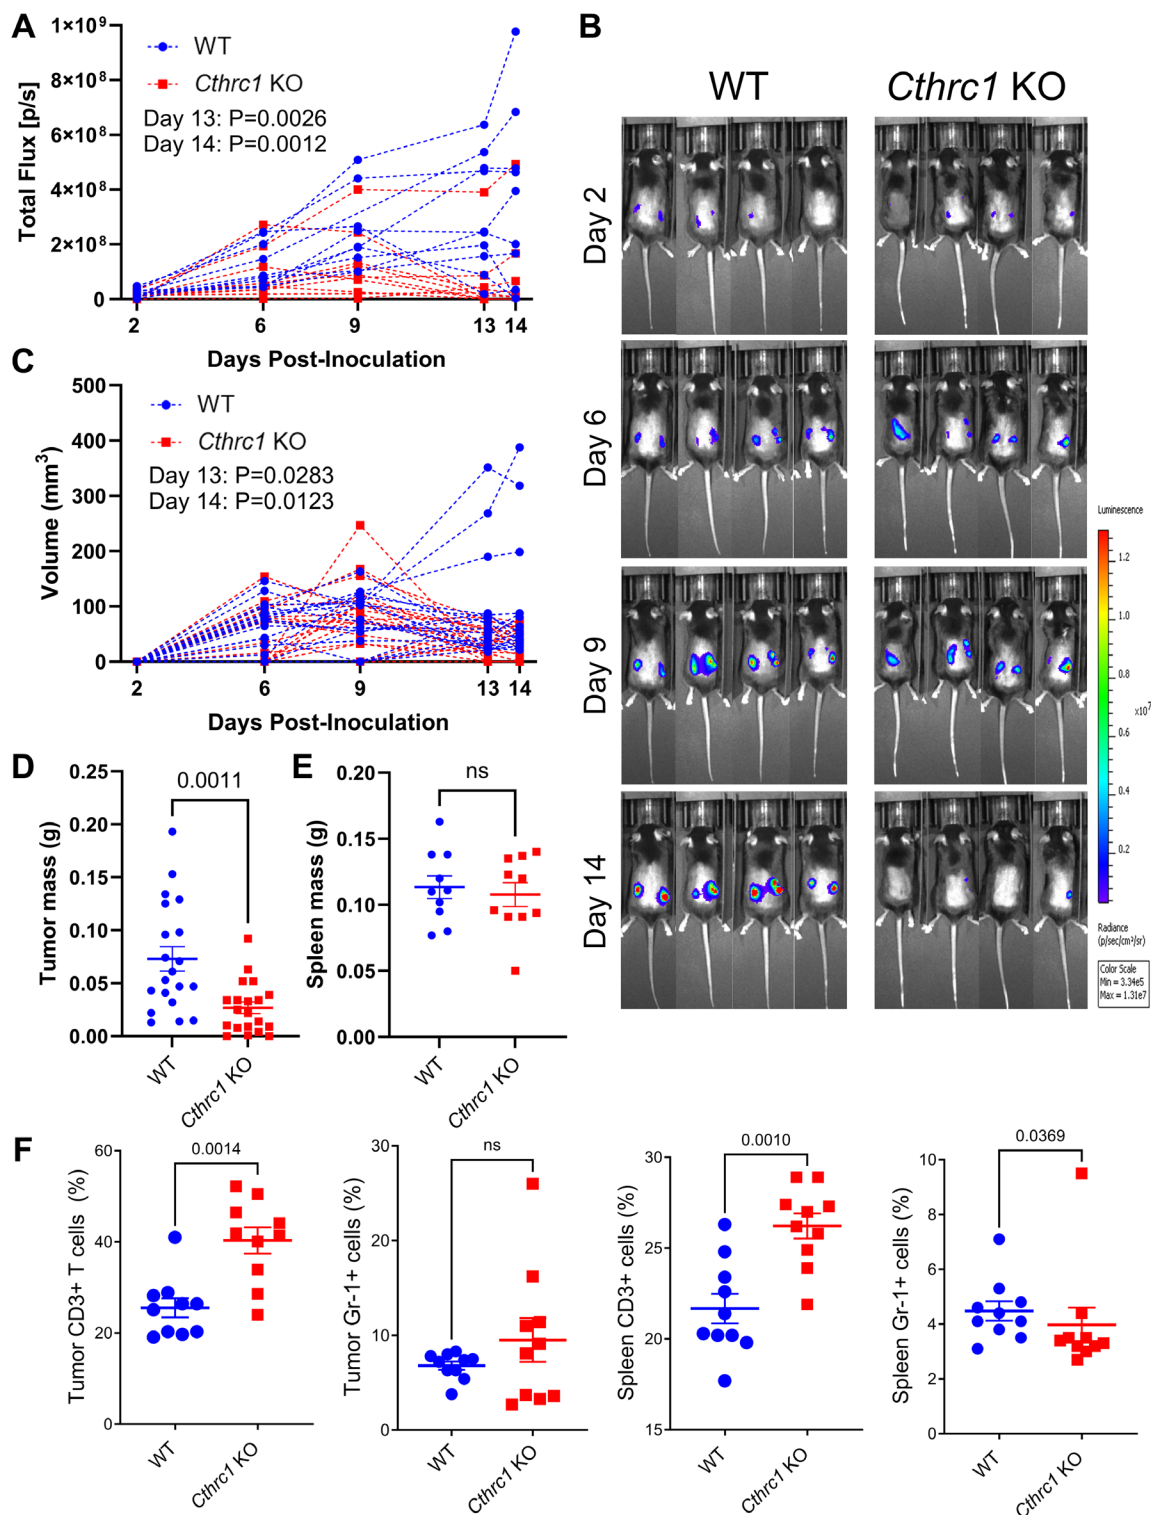 A
1×10⁹
8×10⁸
6×10⁸
4×10⁸
2×10⁸
0
Total Flux [p/s]
WT
Cthrc1 KO
Day 13: P=0.0026
Day 14: P=0.0012
2
6
9
13
14
Days Post-Inoculation
B
WT
Cthrc1 KO
Day 2
Day 6
Day 9
Day 14
Luminescence
1.2
1.0
0.8
x10⁷
0.6
0.4
0.2
Radiance
(p/sec/cm²/sr)
Color Scale
Min = 3.34e5
Max = 1.31e7
C
500
400
300
200
100
0
Volume (mm³)
WT
Cthrc1 KO
Day 13: P=0.0283
Day 14: P=0.0123
2
6
9
13
14
Days Post-Inoculation
D
0.25
0.20
0.15
0.10
0.05
0.00
Tumor mass (g)
0.0011
WT
Cthrc1 KO
E
0.20
0.15
0.10
0.05
0.00
Spleen mass (g)
ns
WT
Cthrc1 KO
F
60
40
20
0
Tumor CD3+ T cells (%)
0.0014
WT
Cthrc1 KO
30
20
10
0
Tumor Gr-1+ cells (%)
ns
WT
Cthrc1 KO
30
25
20
15
Spleen CD3+ cells (%)
0.0010
WT
Cthrc1 KO
10
8
6
4
2
0
Spleen Gr-1+ cells (%)
0.0369
WT
Cthrc1 KO